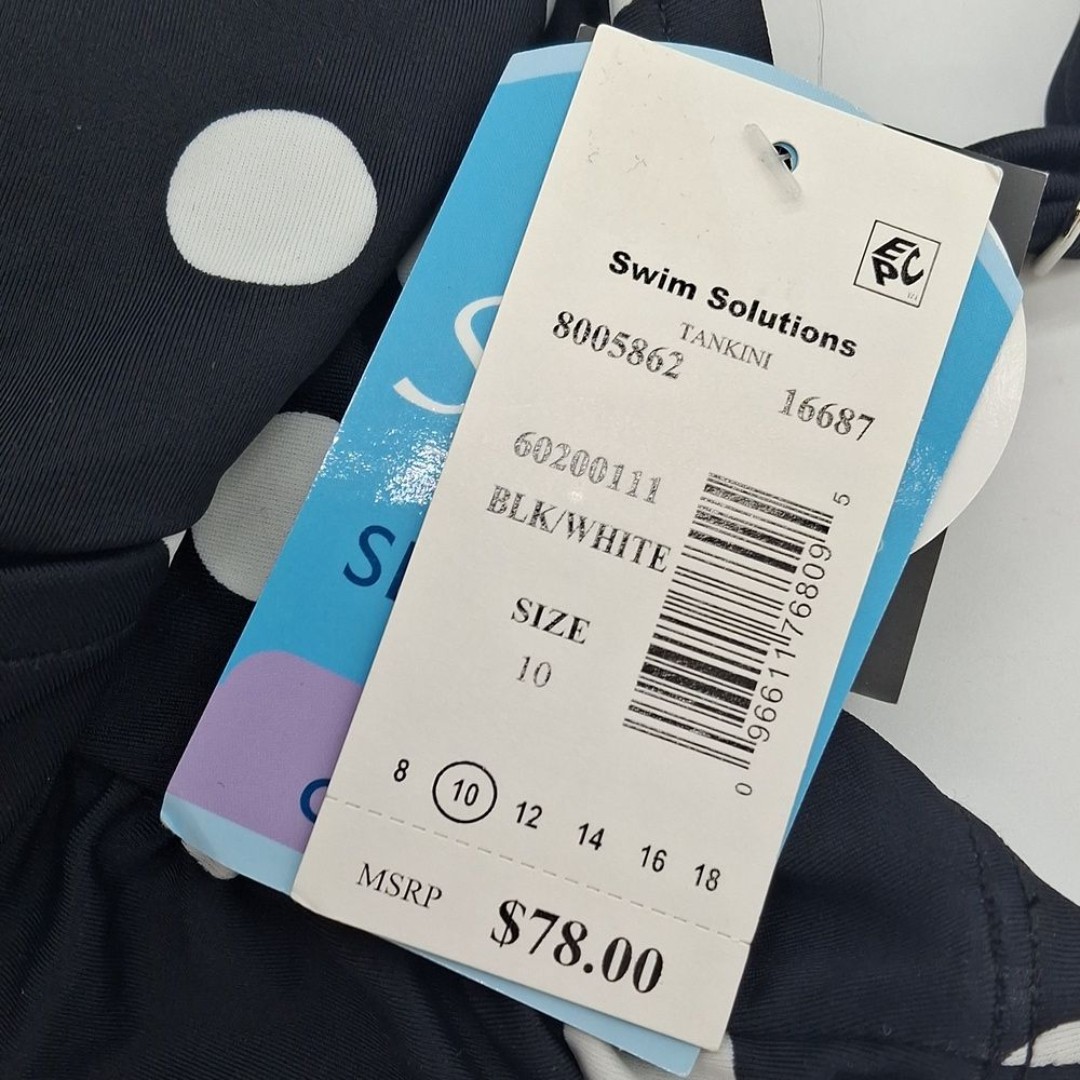 EPC
Swim Solutions
TANKINI
8005862
16687
60200111
BLK/WHITE
SIZE
10
0 96611 76809 5
8 10 12 14 16 18
MSRP
$78.00